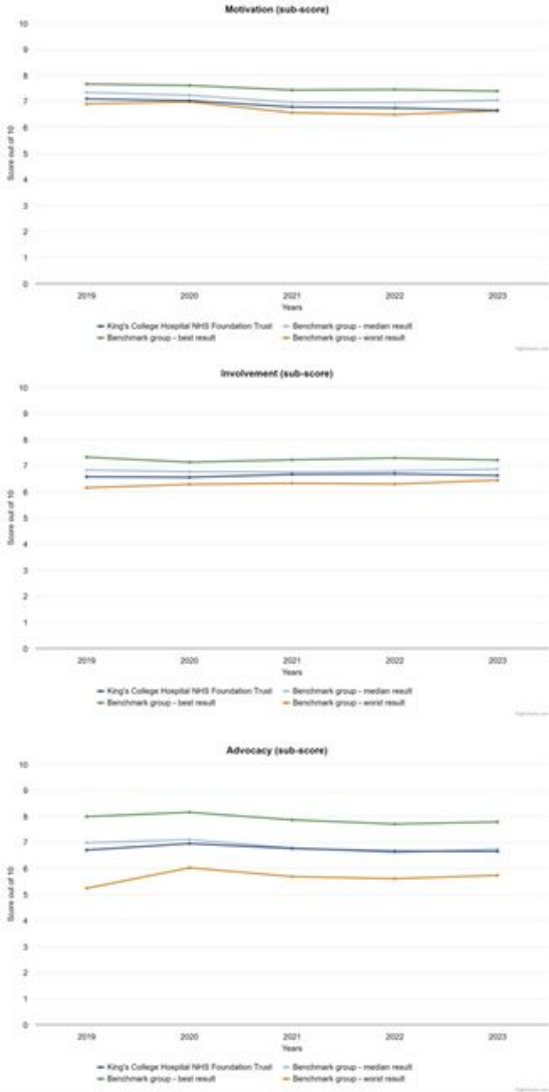 Motivation (sub-score)
10
9
8
7
6
5
4
3
2
1
0
Score out of 10
2019 2020 2021 2022 2023
Years
King's College Hospital NHS Foundation Trust Benchmark group - median result
Benchmark group - best result Benchmark group - worst result
Highcharts.com
Involvement (sub-score)
10
9
8
7
6
5
4
3
2
1
0
Score out of 10
2019 2020 2021 2022 2023
Years
King's College Hospital NHS Foundation Trust Benchmark group - median result
Benchmark group - best result Benchmark group - worst result
Highcharts.com
Advocacy (sub-score)
10
9
8
7
6
5
4
3
2
1
0
Score out of 10
2019 2020 2021 2022 2023
Years
King's College Hospital NHS Foundation Trust Benchmark group - median result
Benchmark group - best result Benchmark group - worst result
Highcharts.com